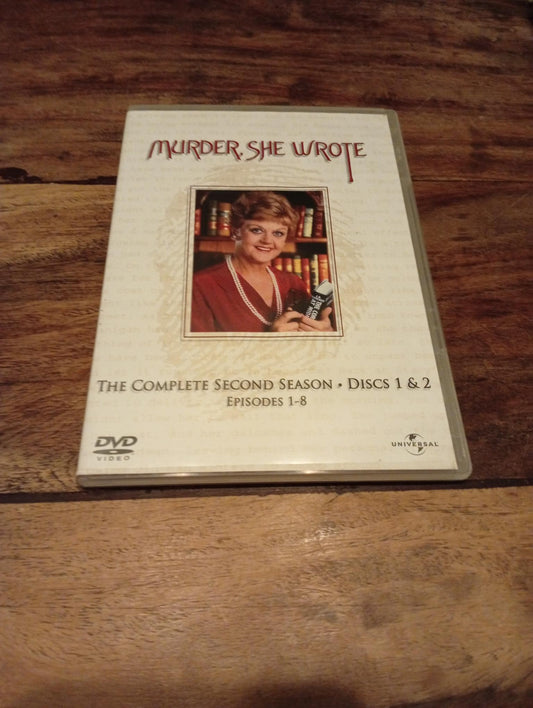 MURDER, SHE WROTE
THE COMPLETE SECOND SEASON • DISCS 1 & 2
EPISODES 1-8
DVD
VIDEO
UNIVERSAL